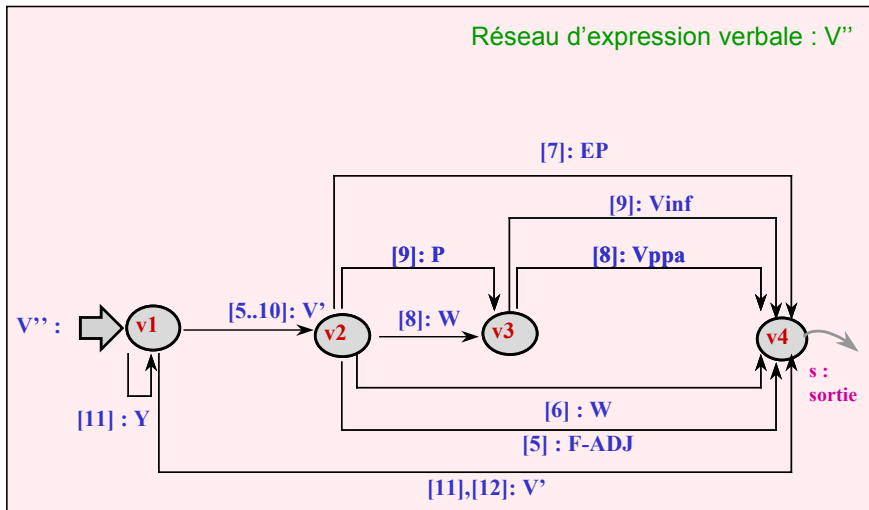 Réseau d’expression verbale : V’’
[7]: EP
[9]: Vinf
[9]: P
[8]: Vppa
V’’ :
v1
[5..10]: V’
v2
[8]: W
v3
v4
s :
sortie
[11] : Y
[6] : W
[5] : F-ADJ
[11],[12]: V’